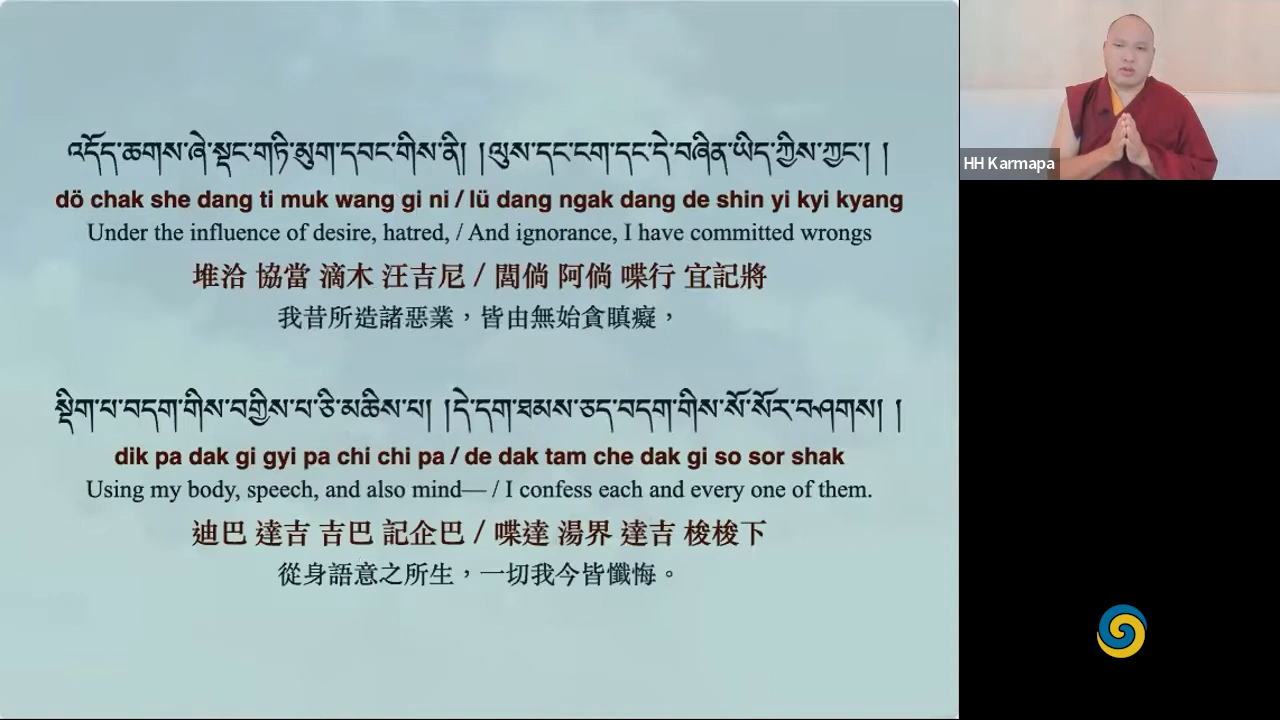 འདོད་ཆགས་ཞེ་སྡང་གཏི་མུག་དབང་གིས་ནི། །ལུས་དང་ངག་དང་དེ་བཞིན་ཡིད་ཀྱིས་ཀྱང་། །
dö chak she dang ti muk wang gi ni / lü dang ngak dang de shin yi kyi kyang
Under the influence of desire, hatred, / And ignorance, I have committed wrongs
堆洽 協當 滴木 汪吉尼 / 閭倘 阿倘 喋行 宜記將
我昔所造諸惡業，皆由無始貪瞋癡，
སྡིག་པ་བདག་གིས་བགྱིས་པ་ཅི་མཆིས་པ། །དེ་དག་ཐམས་ཅད་བདག་གིས་སོ་སོར་བཤགས། །
dik pa dak gi gyi pa chi chi pa / de dak tam che dak gi so sor shak
Using my body, speech, and also mind— / I confess each and every one of them.
迪巴 達吉 吉巴 記企巴 / 喋達 湯界 達吉 梭梭下
從身語意之所生，一切我今皆懺悔。
HH Karmapa